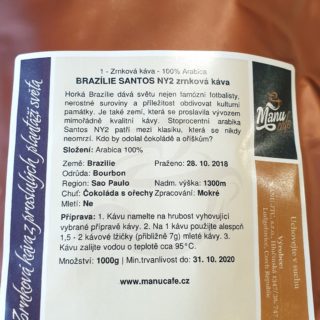 1 - Zrnková káva - 100% Arabica
BRAZÍLIE SANTOS NY2 zrnková káva
Horká Brazílie dává světu nejen famózní fotbalisty,
nerostné suroviny a příležitost obdivovat kulturní
památky. Je také zemí, která se proslavila vývozem
mimořádně kvalitní kávy. Stoprocentní arabika
Santos NY2 patří mezi klasiku, která se nikdy
neomrzí. Kdo by odolal čokoládě a oříškům?
Složení: Arabica 100%
Země: Brazílie Praženo: 28. 10. 2018
Odrůda: Bourbon
Region: Sao Paulo Nadm. výška: 1300m
Chuť: Čokoláda s ořechy Zpracování: Mokré
Mletí: Ne
Příprava: 1. Kávu namelte na hrubost vyhovující
vybrané přípravě kávy. 2. Na 1 kávu použijte alespoň
1,5 - 2 kávové lžičky (přibližně 7g) mleté kávy. 3.
Kávu zalijte vodou o teplotě cca 95°C.
Množství: 1000g | Min.trvanlivost do: 31. 10. 2020
www.manucafe.cz
Zrnková káva z proslulých plantáží světa
Manu
Uchovejte v suchu
Výrobce: